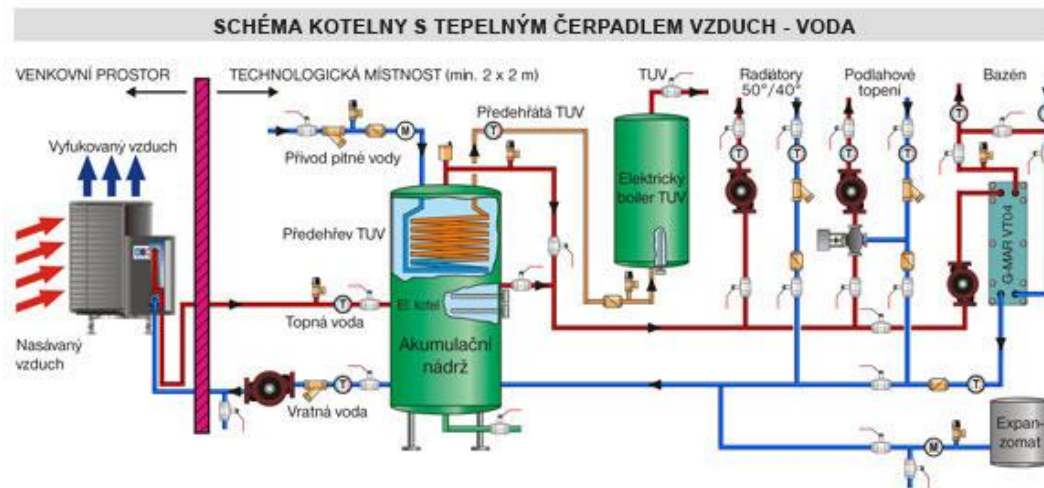 SCHÉMA KOTELNY S TEPELNÝM ČERPADLEM VZDUCH - VODA
VENKOVNÍ PROSTOR
TECHNOLOGICKÁ MÍSTNOST (min. 2 x 2 m)
TUV
Radiátory
50°/40°
Podlahové
topení
Bazén
Vyfukovaný vzduch
Přívod pitné vody
M
T
Předehřátá TUV
Elektrický
boiler TUV
T
T
T
T
T
T
Předehřev TUV
G-MAR VT04
El. kotel
T
Topná voda
Akumulační
nádrž
Nasávaný
vzduch
T
Vratná voda
T
M
Expan-
zomat